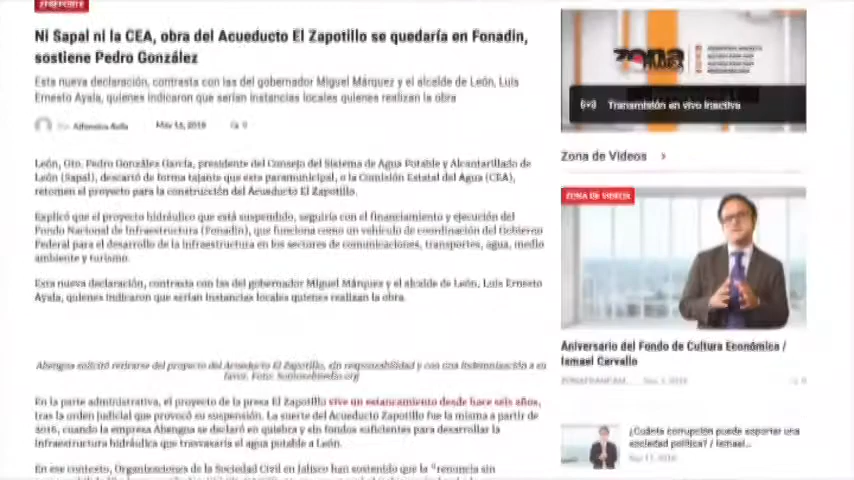 Ni Sapal ni la CEA, obra del Acueducto El Zapotillo se quedaría en Fonadin,
sostiene Pedro González
Esta nueva declaración, contrasta con las del gobernador Miguel Márquez y el alcalde de León, Luis
Ernesto Ayala, quienes indicaron que serían instancias locales quienes realizan la obra
0
León, Gto. Pedro González García, presidente del Consejo del Sistema de Agua Potable y Alcantarillado de
León (Sapal), descartó de forma tajante que esta paramunicipal, o la Comisión Estatal del Agua (CEA),
retomen el proyecto para la construcción del Acueducto El Zapotillo.
Explicó que el proyecto hidráulico que está suspendido, seguiría con el financiamiento y ejecución del
Fondo Nacional de Infraestructura (Fonadin), que funciona como un vehículo de coordinación del Gobierno
Federal para el desarrollo de la infraestructura en los sectores de comunicaciones, transportes, agua, medio
ambiente y turismo.
Esta nueva declaración, contrasta con las del gobernador Miguel Márquez y el alcalde de León, Luis Ernesto
Ayala, quienes indicaron que serían instancias locales quienes realizan la obra.
Abengoa solicitó retirarse del proyecto del Acueducto El Zapotillo, sin responsabilidad y con una indemnización a su
favor. Foto:
En la parte administrativa, el proyecto de la presa El Zapotillo vive un estancamiento desde hace seis años,
tras la orden judicial que provocó su suspensión. La suerte del Acueducto Zapotillo fue la misma a partir de
2016, cuando la empresa Abengoa se declaró en quiebra y sin fondos suficientes para desarrollar la
infraestructura hidráulica que trasvasaría el agua potable a León.
En ese contexto, Organizaciones de la Sociedad Civil en Jalisco han sostenido que la "renuncia sin
zona
Transmisión en vivo inactiva
Zona de Videos
ZONA DE VIDEOS
Aniversario del Fondo de Cultura Económica /
Ismael Carvallo
¿Cuánta corrupción puede soportar una
sociedad política? / Ismael...